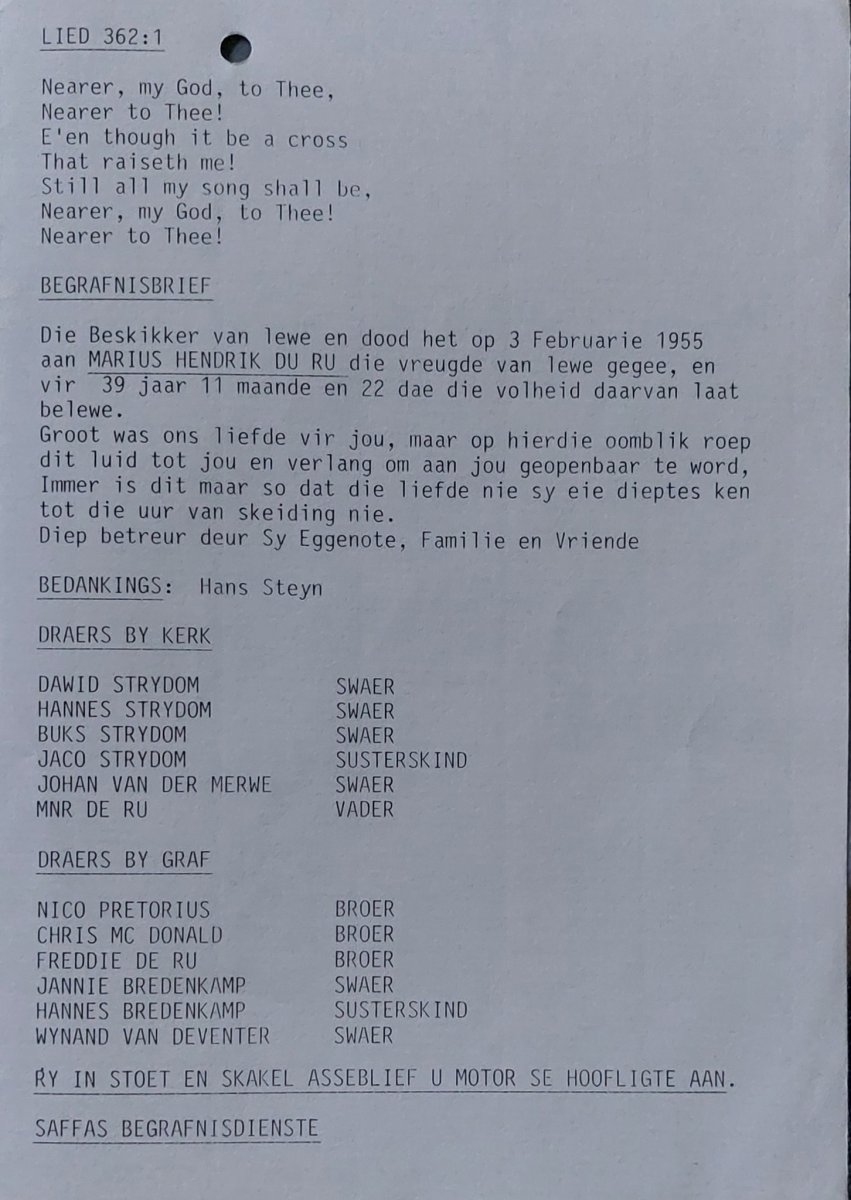 LIED 362:1
Nearer, my God, to Thee,
Nearer to Thee!
E'en though it be a cross
That raiseth me!
Still all my song shall be,
Nearer, my God, to Thee!
Nearer to Thee!
BEGRAFNISBRIEF
Die Beskikker van lewe en dood het op 3 Februarie 1955
aan MARIUS HENDRIK DU RU die vreugde van lewe gegee, en
vir 39 jaar 11 maande en 22 dae die volheid daarvan laat
belewe.
Groot was ons liefde vir jou, maar op hierdie oomblik roep
dit luid tot jou en verlang om aan jou geopenbaar te word,
Immer is dit maar so dat die liefde nie sy eie dieptes ken
tot die uur van skeiding nie.
Diep betreur deur Sy Eggenote, Familie en Vriende
BEDANKINGS: Hans Steyn
DRAERS BY KERK
DAWID STRYDOM SWAER
HANNES STRYDOM SWAER
BUKS STRYDOM SWAER
JACO STRYDOM SUSTERSKIND
JOHAN VAN DER MERWE SWAER
MNR DE RU VADER
DRAERS BY GRAF
NICO PRETORIUS BROER
CHRIS MC DONALD BROER
FREDDIE DE RU BROER
JANNIE BREDENKAMP SWAER
HANNES BREDENKAMP SUSTERSKIND
WYNAND VAN DEVENTER SWAER
RY IN STOET EN SKAKEL ASSEBLIEF U MOTOR SE HOOFLIGTE AAN.
SAFFAS BEGRAFNISDIENSTE